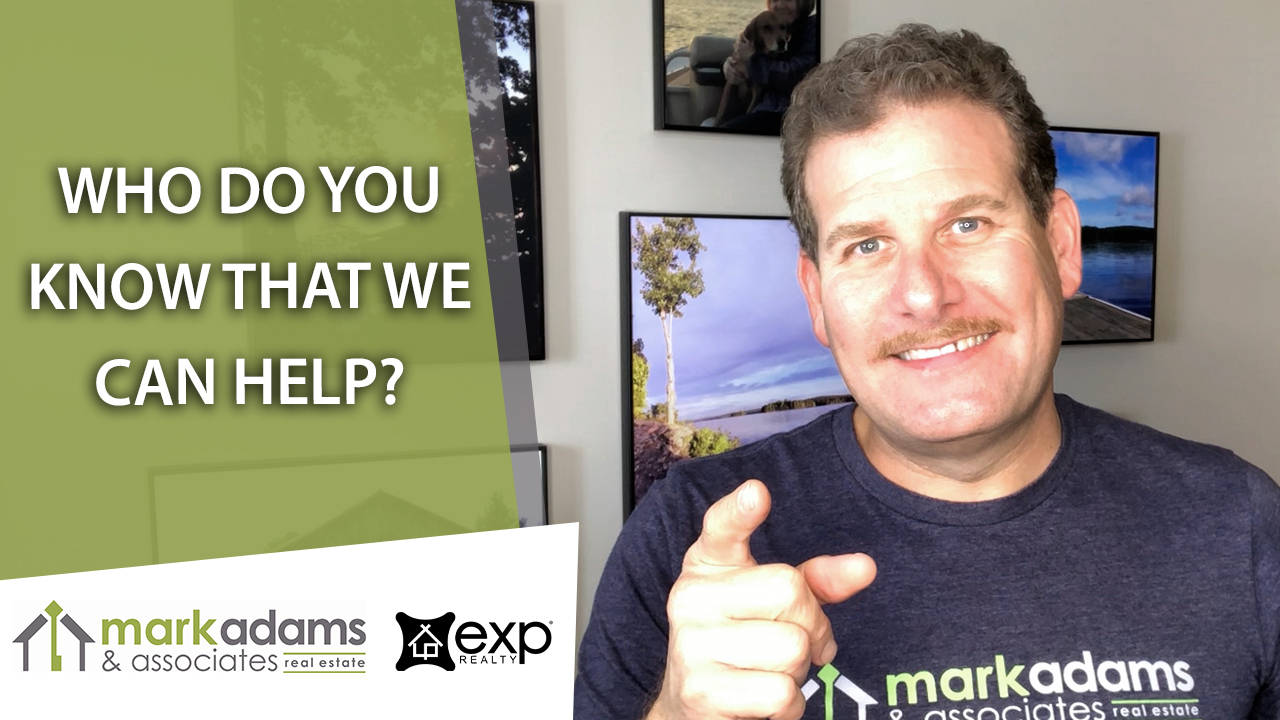 WHO DO YOU
KNOW THAT WE
CAN HELP?
markadams
& associates real estate
exp®
REALTY
markadams
& associates real estate